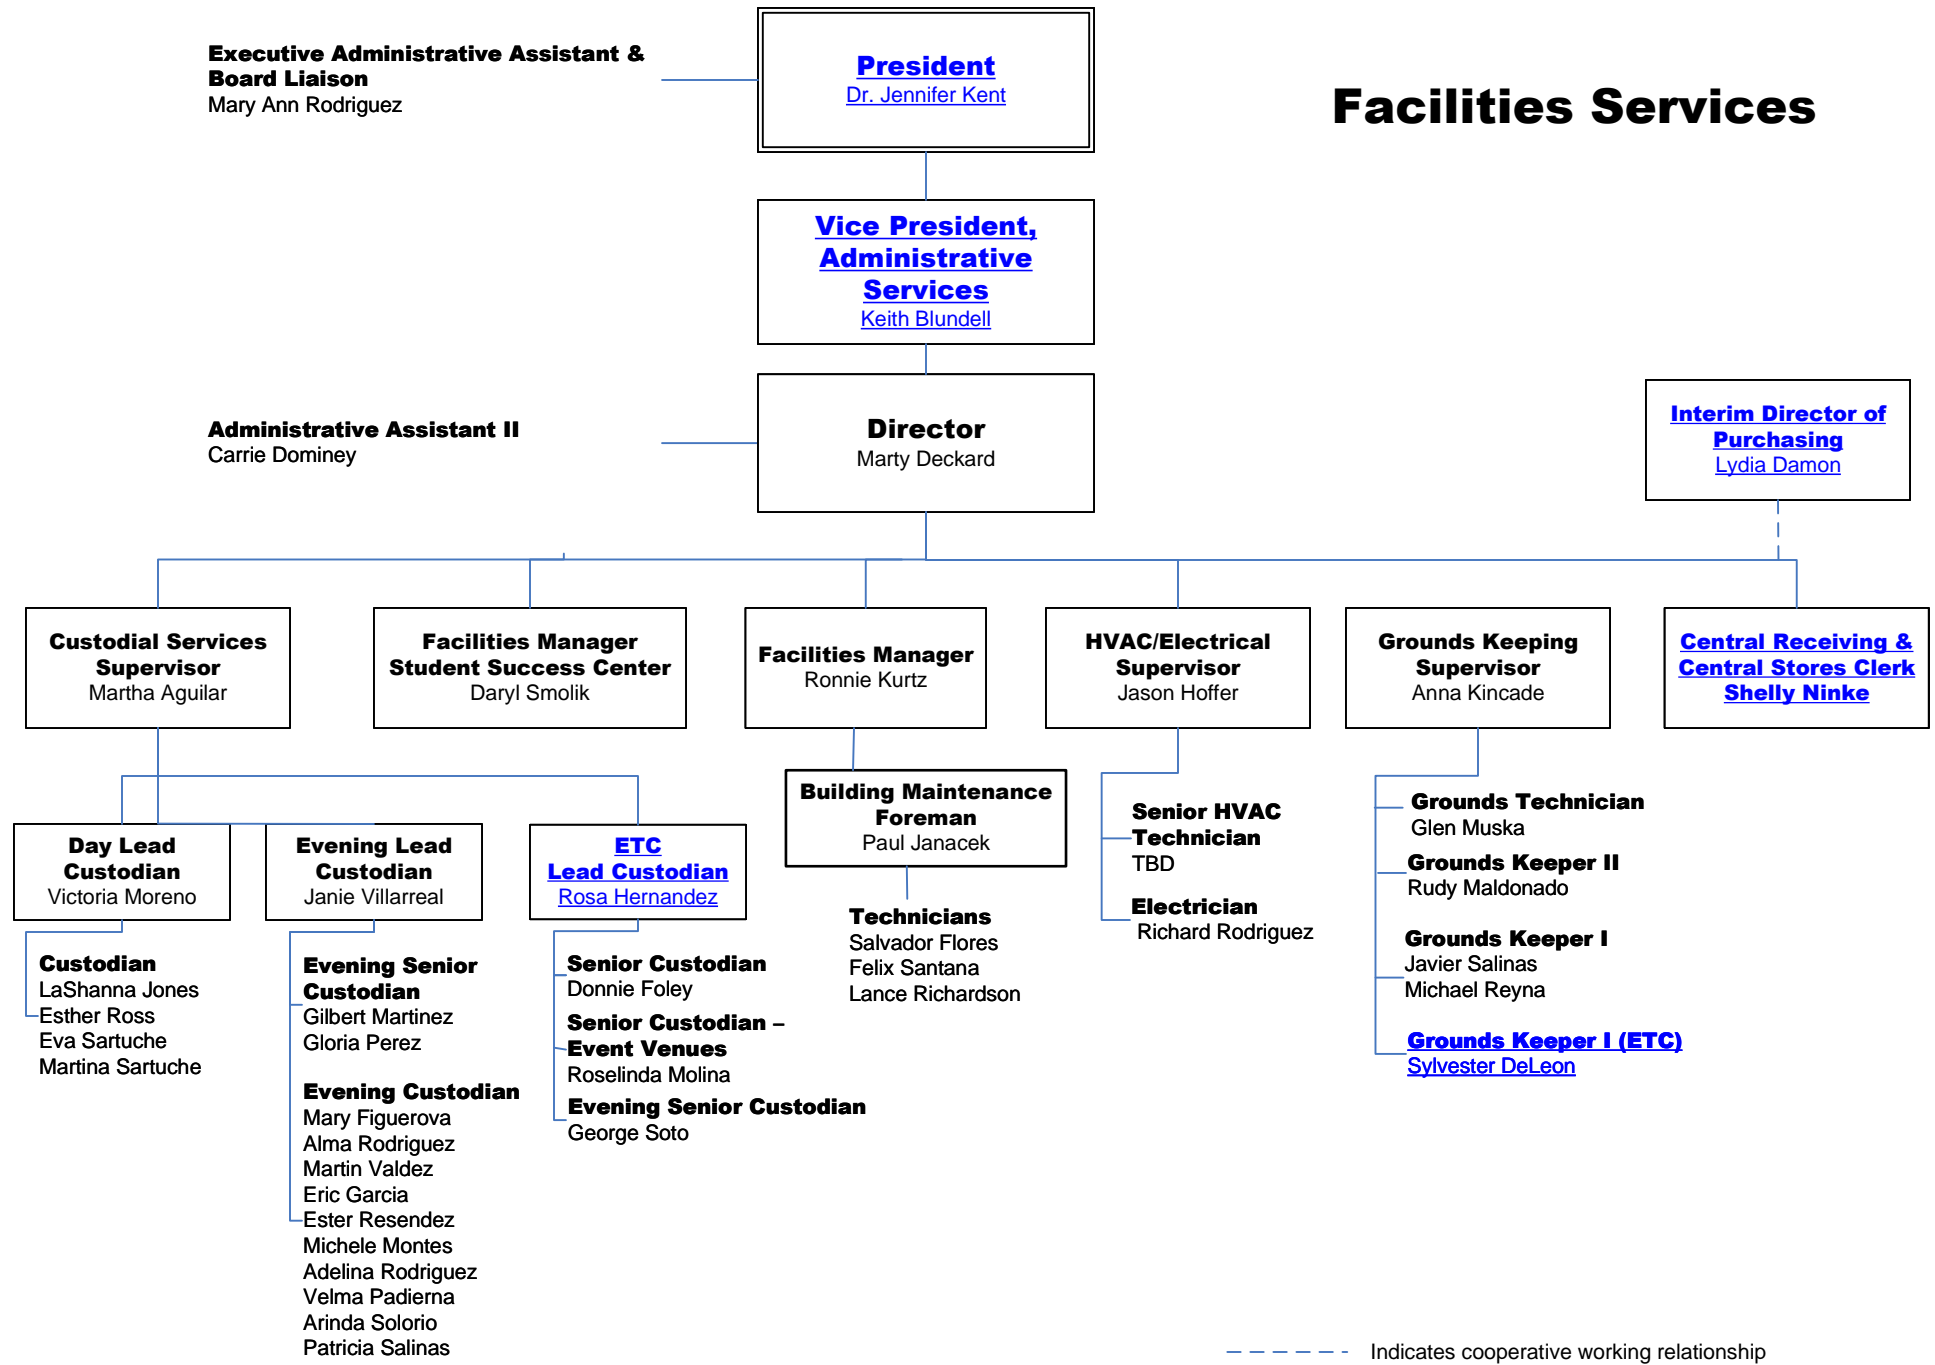 Facilities Services
Executive Administrative Assistant &
Board Liaison
Mary Ann Rodriguez
President
Dr. Jennifer Kent
Vice President,
Administrative
Services
Keith Blundell
Administrative Assistant II
Carrie Dominey
Director
Marty Deckard
Interim Director of
Purchasing
Lydia Damon
Custodial Services
Supervisor
Martha Aguilar
Facilities Manager
Student Success Center
Daryl Smolik
Facilities Manager
Ronnie Kurtz
HVAC/Electrical
Supervisor
Jason Hoffer
Grounds Keeping
Supervisor
Anna Kincade
Central Receiving &
Central Stores Clerk
Shelly Ninke
Day Lead
Custodian
Victoria Moreno
Custodian
LaShanna Jones
Esther Ross
Eva Sartuche
Martina Sartuche
Evening Lead
Custodian
Janie Villarreal
Evening Senior
Custodian
Gilbert Martinez
Gloria Perez
Evening Custodian
Mary Figuerova
Alma Rodriguez
Martin Valdez
Eric Garcia
Ester Resendez
Michele Montes
Adelina Rodriguez
Velma Padierna
Arinda Solorio
Patricia Salinas
ETC
Lead Custodian
Rosa Hernandez
Senior Custodian
Donnie Foley
Senior Custodian –
Event Venues
Roselinda Molina
Evening Senior Custodian
George Soto
Building Maintenance
Foreman
Paul Janacek
Technicians
Salvador Flores
Felix Santana
Lance Richardson
Senior HVAC
Technician
TBD
Electrician
Richard Rodriguez
Grounds Technician
Glen Muska
Grounds Keeper II
Rudy Maldonado
Grounds Keeper I
Javier Salinas
Michael Reyna
Grounds Keeper I (ETC)
Sylvester DeLeon
Indicates cooperative working relationship